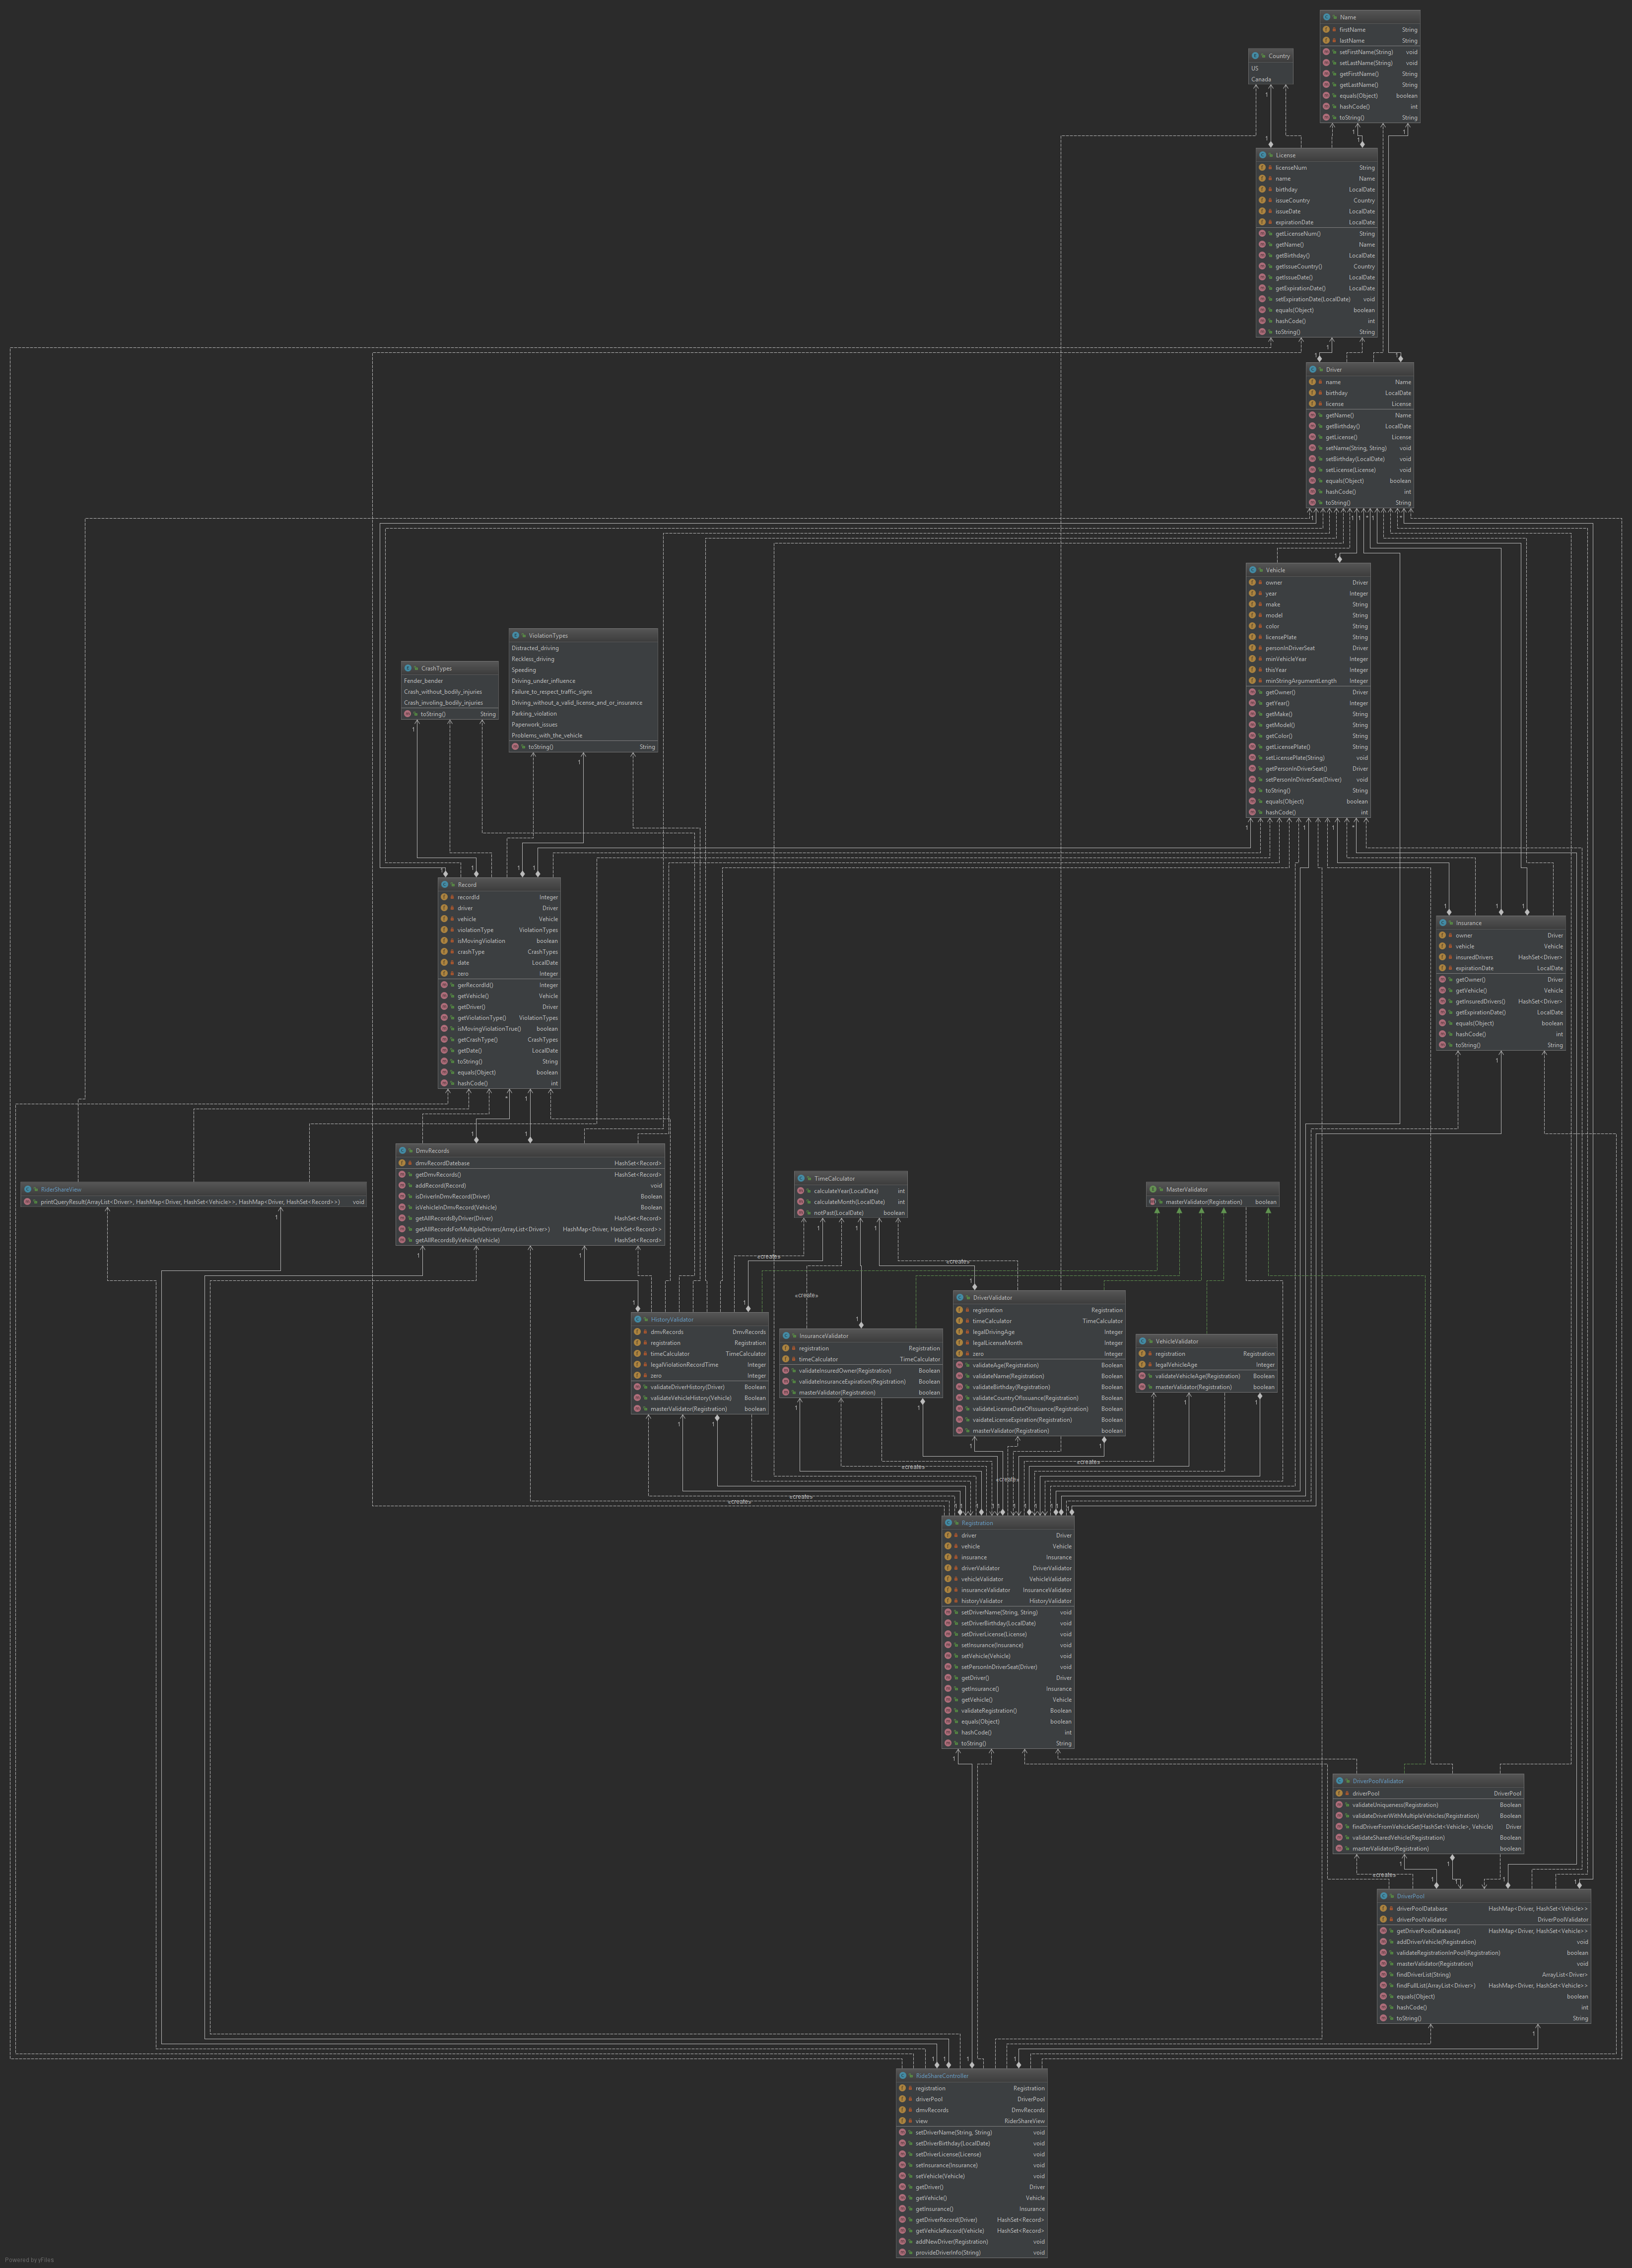 Name
firstName String
lastName String
setFirstName(String) void
setLastName(String) void
getFirstName() String
getLastName() String
equals(Object) boolean
hashCode() int
toString() String
Country
US
Canada
License
licenseNum String
name Name
birthday LocalDate
issueCountry Country
issueDate LocalDate
expirationDate LocalDate
getLicenseNum() String
getName() Name
getBirthday() LocalDate
getIssueCountry() Country
getIssueDate() LocalDate
getExpirationDate() LocalDate
setExpirationDate(LocalDate) void
equals(Object) boolean
hashCode() int
toString() String
Driver
name Name
birthday LocalDate
license License
getName() Name
getBirthday() LocalDate
getLicense() License
setName(String, String) void
setBirthday(LocalDate) void
setLicense(License) void
equals(Object) boolean
hashCode() int
toString() String
Vehicle
owner Driver
year Integer
make String
model String
color String
licensePlate String
personInDriverSeat Driver
minVehicleYear Integer
thisYear Integer
minStringArgumentLength Integer
getOwner() Driver
getYear() Integer
getMake() String
getModel() String
getColor() String
getLicensePlate() String
setLicensePlate(String) void
getPersonInDriverSeat() Driver
setPersonInDriverSeat(Driver) void
toString() String
equals(Object) boolean
hashCode() int
ViolationTypes
Distracted_driving
Reckless_driving
Speeding
Driving_under_influence
Failure_to_respect_traffic_signs
Driving_without_a_valid_license_and_or_insurance
Parking_violation
Paperwork_issues
Problems_with_the_vehicle
toString() String
CrashTypes
Fender_bender
Crash_without_bodily_injuries
Crash_involing_bodily_injuries
toString() String
Record
recordId Integer
driver Driver
vehicle Vehicle
violationType ViolationTypes
isMovingViolation boolean
crashType CrashTypes
date LocalDate
zero Integer
gerRecordId() Integer
getVehicle() Vehicle
getDriver() Driver
getViolationType() ViolationTypes
isMovingViolationTrue() boolean
getCrashType() CrashTypes
getDate() LocalDate
toString() String
equals(Object) boolean
hashCode() int
Insurance
owner Driver
vehicle Vehicle
insuredDrivers HashSet<Driver>
expirationDate LocalDate
getOwner() Driver
getVehicle() Vehicle
getInsuredDrivers() HashSet<Driver>
getExpirationDate() LocalDate
equals(Object) boolean
hashCode() int
toString() String
DmvRecords
dmvRecordDatebase HashSet<Record>
getDmvRecords() HashSet<Record>
addRecord(Record) void
isDriverInDmvRecord(Driver) Boolean
isVehicleInDmvRecord(Vehicle) Boolean
getAllRecordsByDriver(Driver) HashSet<Record>
getAllRecordsForMultipleDrivers(ArrayList<Driver>) HashMap<Driver, HashSet<Record>>
getAllRecordsByVehicle(Vehicle) HashSet<Record>
RiderShareView
printQueryResult(ArrayList<Driver>, HashMap<Driver, HashSet<Vehicle>>, HashMap<Driver, HashSet<Record>>) void
TimeCalculator
calculateYear(LocalDate) int
calculateMonth(LocalDate) int
notPast(LocalDate) boolean
MasterValidator
masterValidator(Registration) boolean
«create»
«create»
«create»
HistoryValidator
dmvRecords DmvRecords
registration Registration
timeCalculator TimeCalculator
legalViolationRecordTime Integer
zero Integer
validateDriverHistory(Driver) Boolean
validateVehicleHistory(Vehicle) Boolean
masterValidator(Registration) boolean
InsuranceValidator
registration Registration
timeCalculator TimeCalculator
validateInsuredOwner(Registration) Boolean
validateInsuranceExpiration(Registration) Boolean
masterValidator(Registration) boolean
DriverValidator
registration Registration
timeCalculator TimeCalculator
legalDrivingAge Integer
legalLicenseMonth Integer
zero Integer
validateAge(Registration) Boolean
validateName(Registration) Boolean
validateBirthday(Registration) Boolean
validateCountryOfIssuance(Registration) Boolean
validateLicenseDateOfIssuance(Registration) Boolean
vaidateLicenseExpiration(Registration) Boolean
masterValidator(Registration) boolean
VehicleValidator
registration Registration
legalVehicleAge Integer
validateVehicleAge(Registration) Boolean
masterValidator(Registration) boolean
«create»
«create»
«create»
«create»
«create»
Registration
driver Driver
vehicle Vehicle
insurance Insurance
driverValidator DriverValidator
vehicleValidator VehicleValidator
insuranceValidator InsuranceValidator
historyValidator HistoryValidator
setDriverName(String, String) void
setDriverBirthday(LocalDate) void
setDriverLicense(License) void
setInsurance(Insurance) void
setVehicle(Vehicle) void
setPersonInDriverSeat(Driver) void
getDriver() Driver
getInsurance() Insurance
getVehicle() Vehicle
validateRegistration() Boolean
equals(Object) boolean
hashCode() int
toString() String
DriverPoolValidator
driverPool DriverPool
validateUniqueness(Registration) Boolean
validateDriverWithMultipleVehicles(Registration) Boolean
findDriverFromVehicleSet(HashSet<Vehicle>, Vehicle) Driver
validateSharedVehicle(Registration) Boolean
masterValidator(Registration) boolean
«create»
DriverPool
driverPoolDatabase HashMap<Driver, HashSet<Vehicle>>
driverPoolValidator DriverPoolValidator
getDriverPoolDatabase() HashMap<Driver, HashSet<Vehicle>>
addDriverVehicle(Registration) void
validateRegistrationInPool(Registration) boolean
masterValidator(Registration) void
findDriverList(String) ArrayList<Driver>
findFullList(ArrayList<Driver>) HashMap<Driver, HashSet<Vehicle>>
equals(Object) boolean
hashCode() int
toString() String
RideShareController
registration Registration
driverPool DriverPool
dmvRecords DmvRecords
view RiderShareView
setDriverName(String, String) void
setDriverBirthday(LocalDate) void
setDriverLicense(License) void
setInsurance(Insurance) void
setVehicle(Vehicle) void
getDriver() Driver
getVehicle() Vehicle
getInsurance() Insurance
getDriverRecord(Driver) HashSet<Record>
getVehicleRecord(Vehicle) HashSet<Record>
addNewDriver(Registration) void
provideDriverInfo(String) void
Powered by yFiles